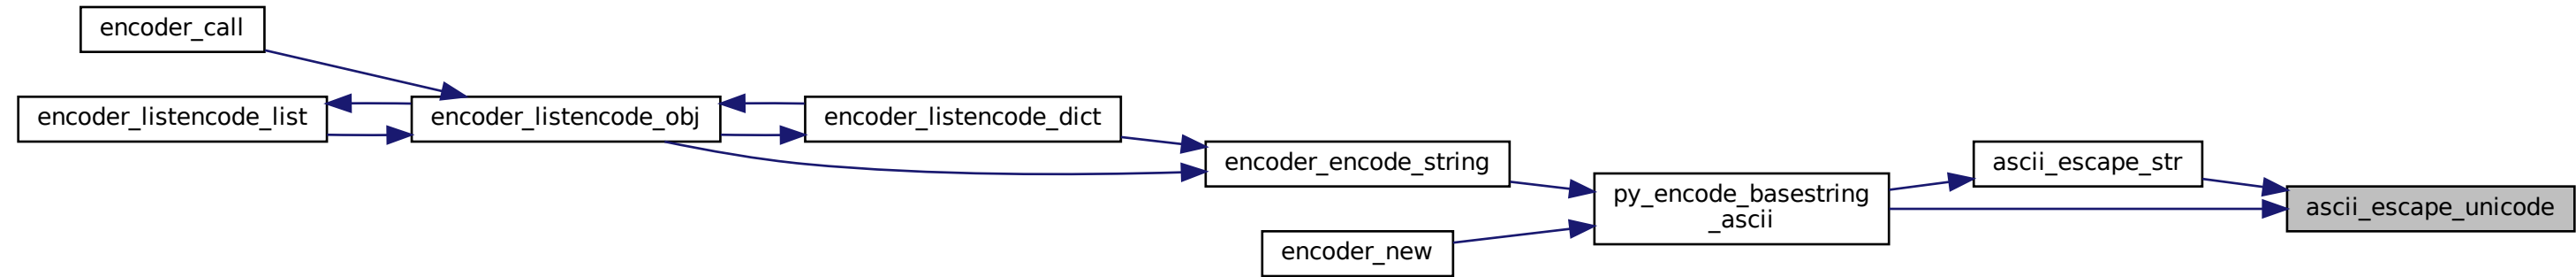 encoder_call
encoder_listencode_list
encoder_listencode_obj
encoder_listencode_dict
encoder_encode_string
encoder_new
py_encode_basestring
_ascii
ascii_escape_str
ascii_escape_unicode